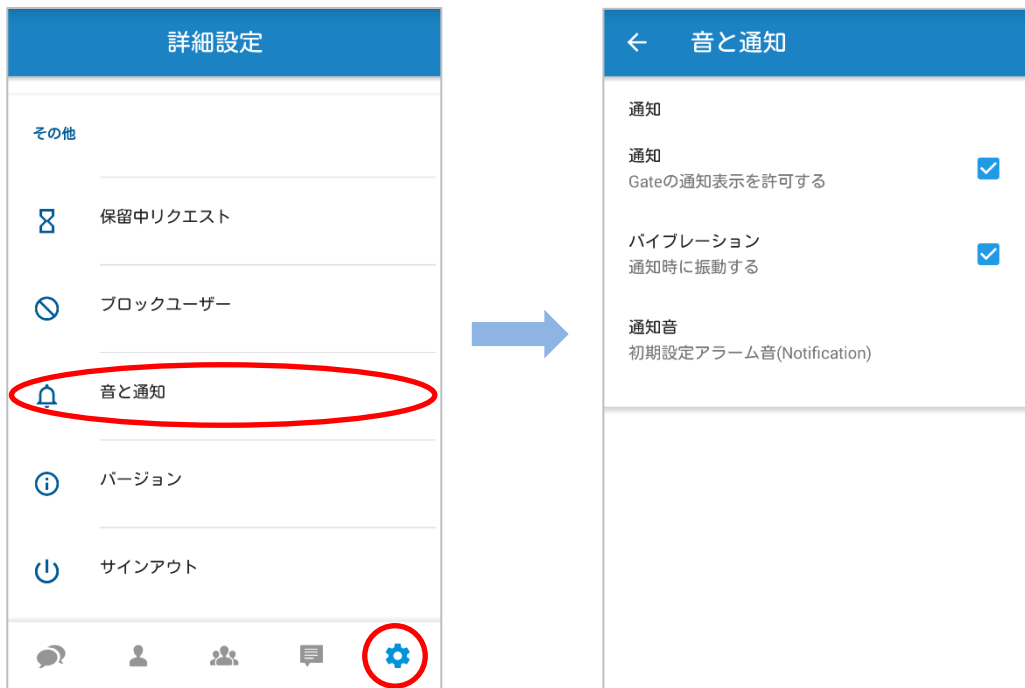 詳細設定
その他
保留中リクエスト
ブロックユーザー
音と通知
バージョン
サインアウト
音と通知
通知
通知
Gateの通知表示を許可する
バイブレーション
通知時に振動する
通知音
初期設定アラーム音(Notification)